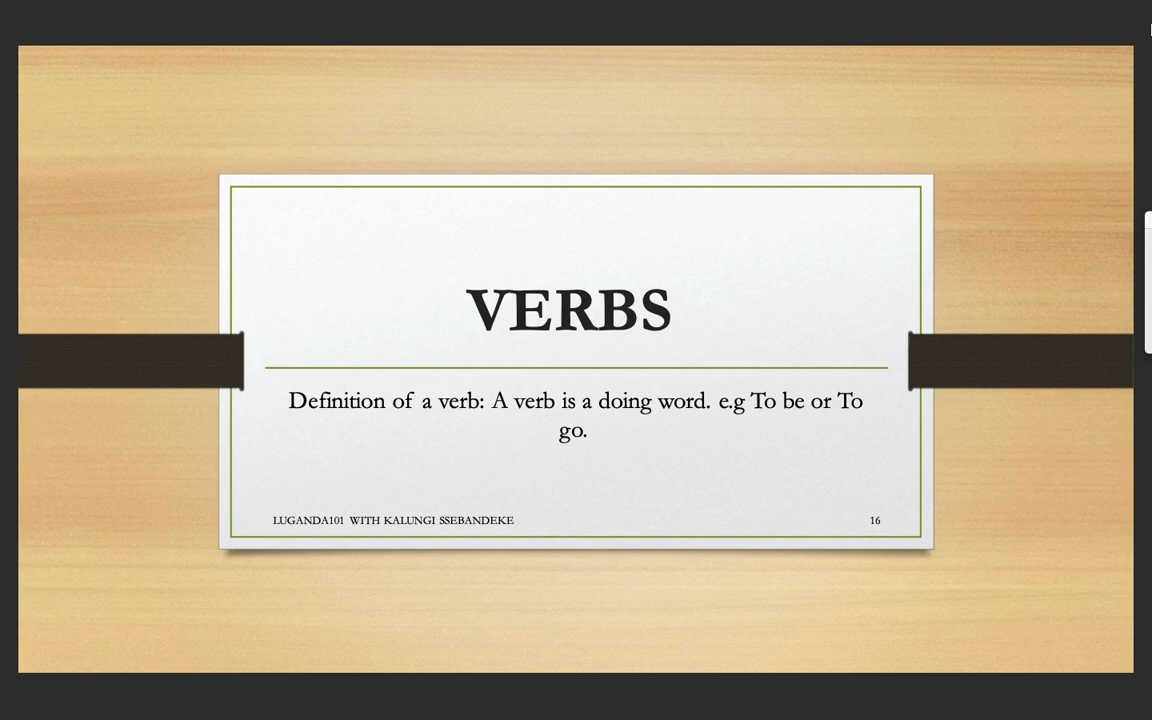 VERBS
Definition of a verb: A verb is a doing word. e.g To be or To
go.
LUGANDA101 WITH KALUNGI SSEBANDEKE
16